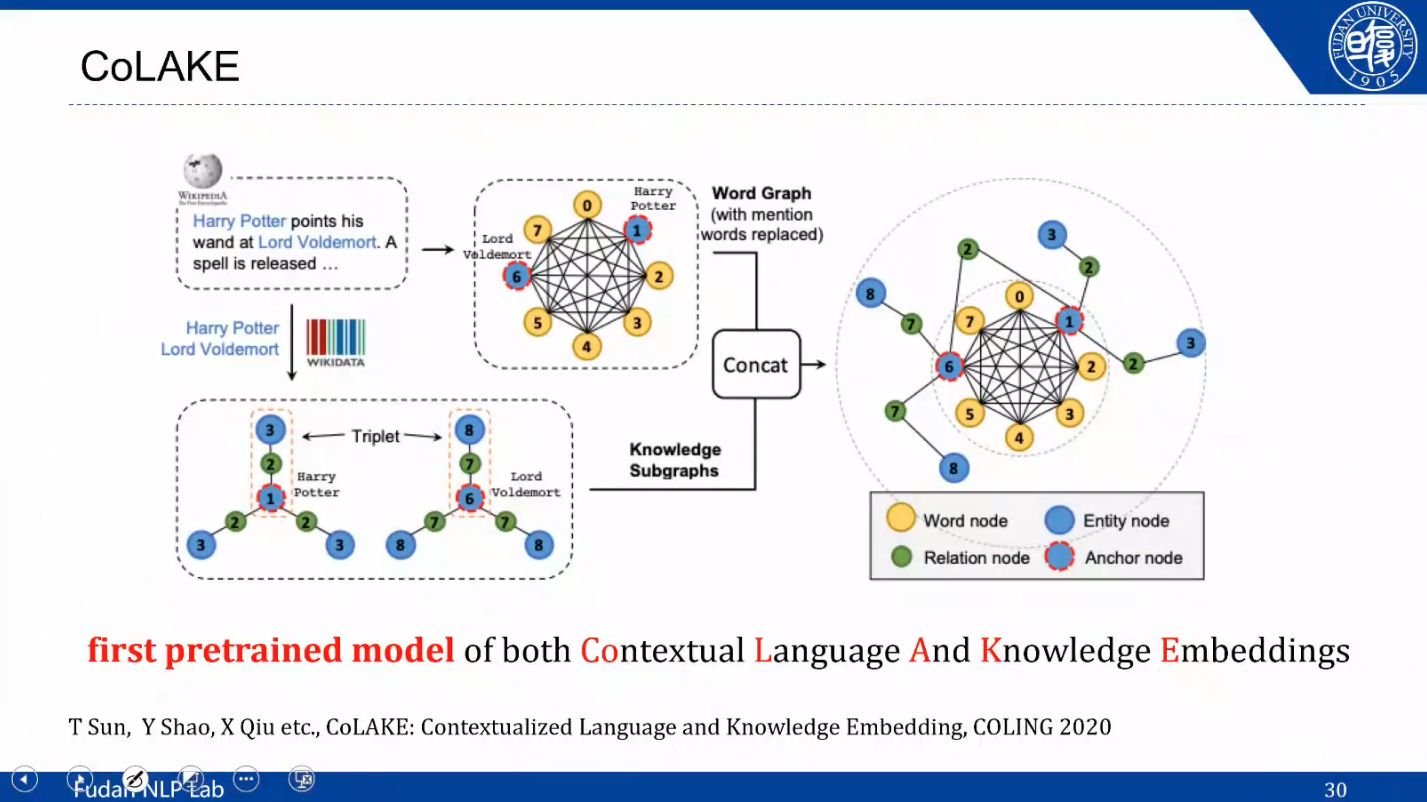 CoLAKE
FUDAN UNIVERSITY
1905
WIKIPEDIA
Harry Potter points his
wand at Lord Voldemort. A
spell is released …
Harry Potter
Lord Voldemort
WIKIDATA
Harry
Potter
Lord
Voldemort
0
1
2
3
4
5
6
7
Word Graph
(with mention
words replaced)
Concat
Triplet
3
2
1
Harry
Potter
2
2
3
3
8
7
6
Lord
Voldemort
7
7
8
8
Knowledge
Subgraphs
2
3
2
8
7
0
7
1
6
2
2
3
7
5
3
4
8
Word node
Entity node
Relation node
Anchor node
first pretrained model of both Contextual Language And Knowledge Embeddings
T Sun, Y Shao, X Qiu etc., CoLAKE: Contextualized Language and Knowledge Embedding, COLING 2020
Fudan NLP Lab
30